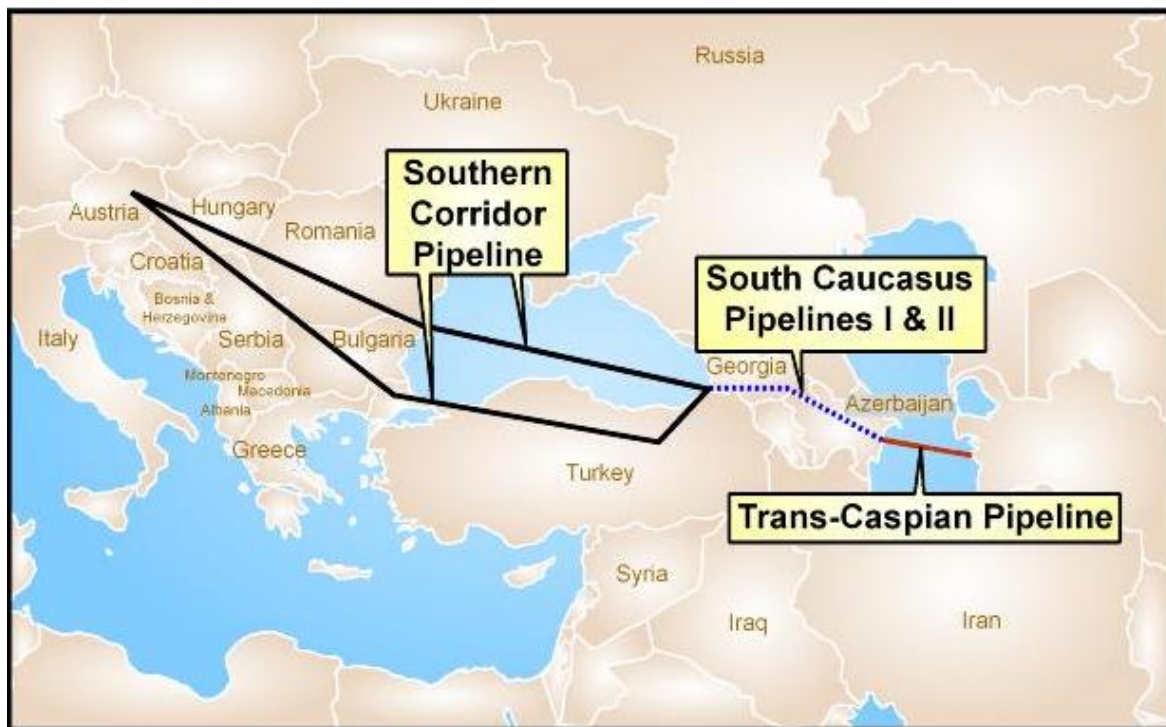 Russia
Ukraine
Southern
Corridor
Pipeline
Austria
Hungary
Romania
Croatia
Bosnia &
Herzegovina
Italy
Serbia
Bulgaria
South Caucasus
Pipelines I & II
Georgia
Montenegro
Macedonia
Albania
Azerbaijan
Greece
Turkey
Trans-Caspian Pipeline
Syria
Iraq
Iran